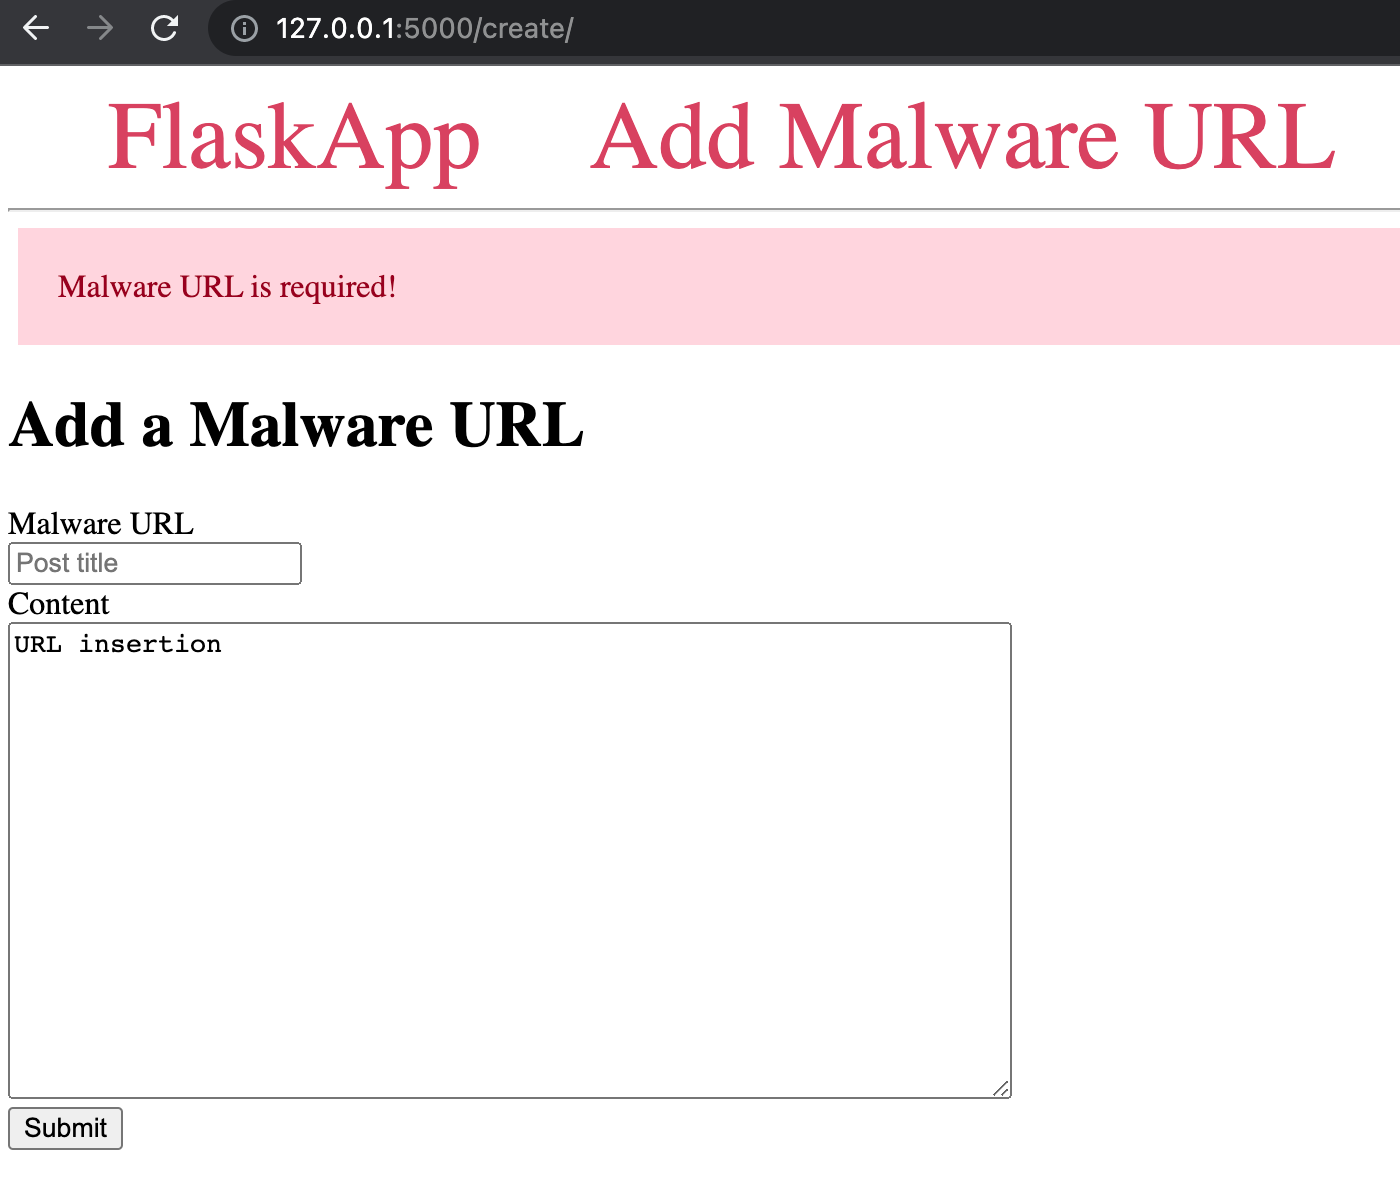 127.0.0.1:5000/create/
FlaskApp Add Malware URL
Malware URL is required!
Add a Malware URL
Malware URL
Post title
Content
URL insertion
Submit